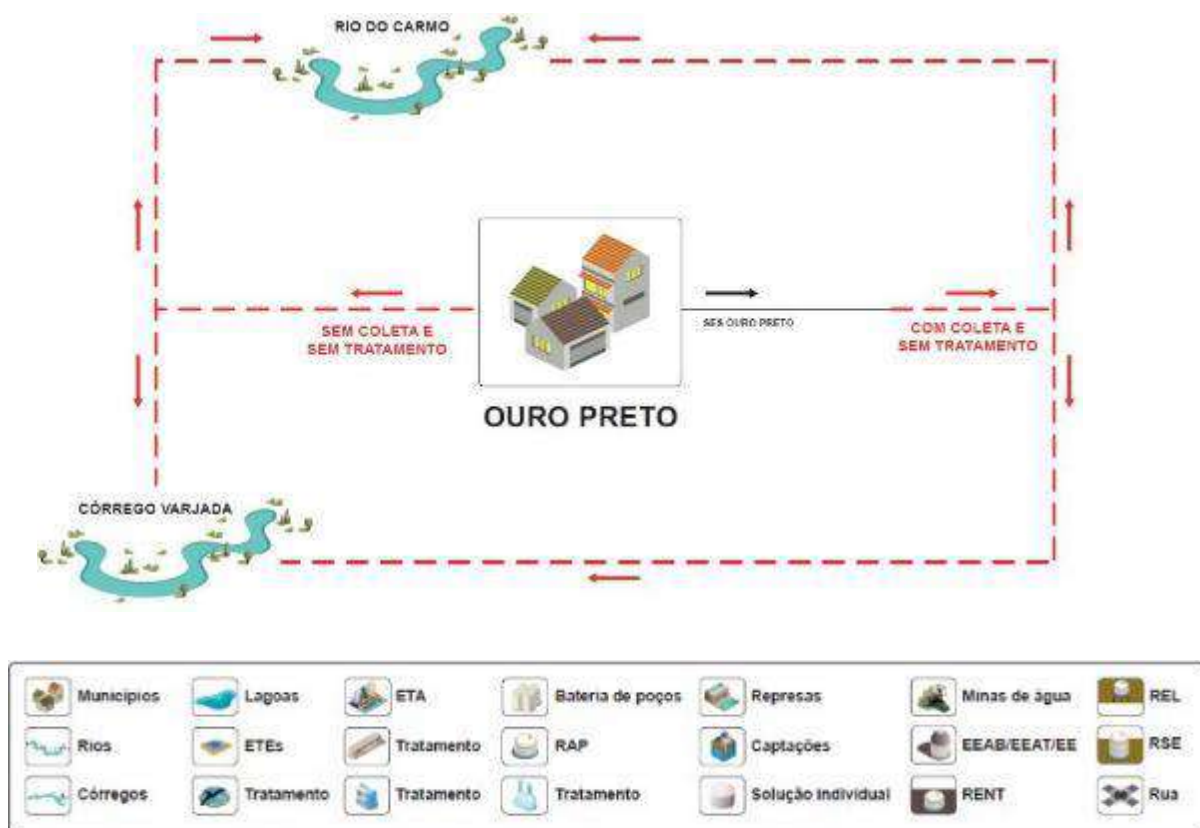 RIO DO CARMO
SEM COLETA E
SEM TRATAMENTO
SES OURO PRETO
COM COLETA E
SEM TRATAMENTO
OURO PRETO
CÓRREGO VARJADA
Municípios
Lagoas
ETA
Bateria de poços
Represas
Minas de água
REL
Rios
ETEs
Tratamento
RAP
Captações
EEAB/EEAT/EE
RSE
Córregos
Tratamento
Tratamento
Tratamento
Solução individual
RENT
Rua